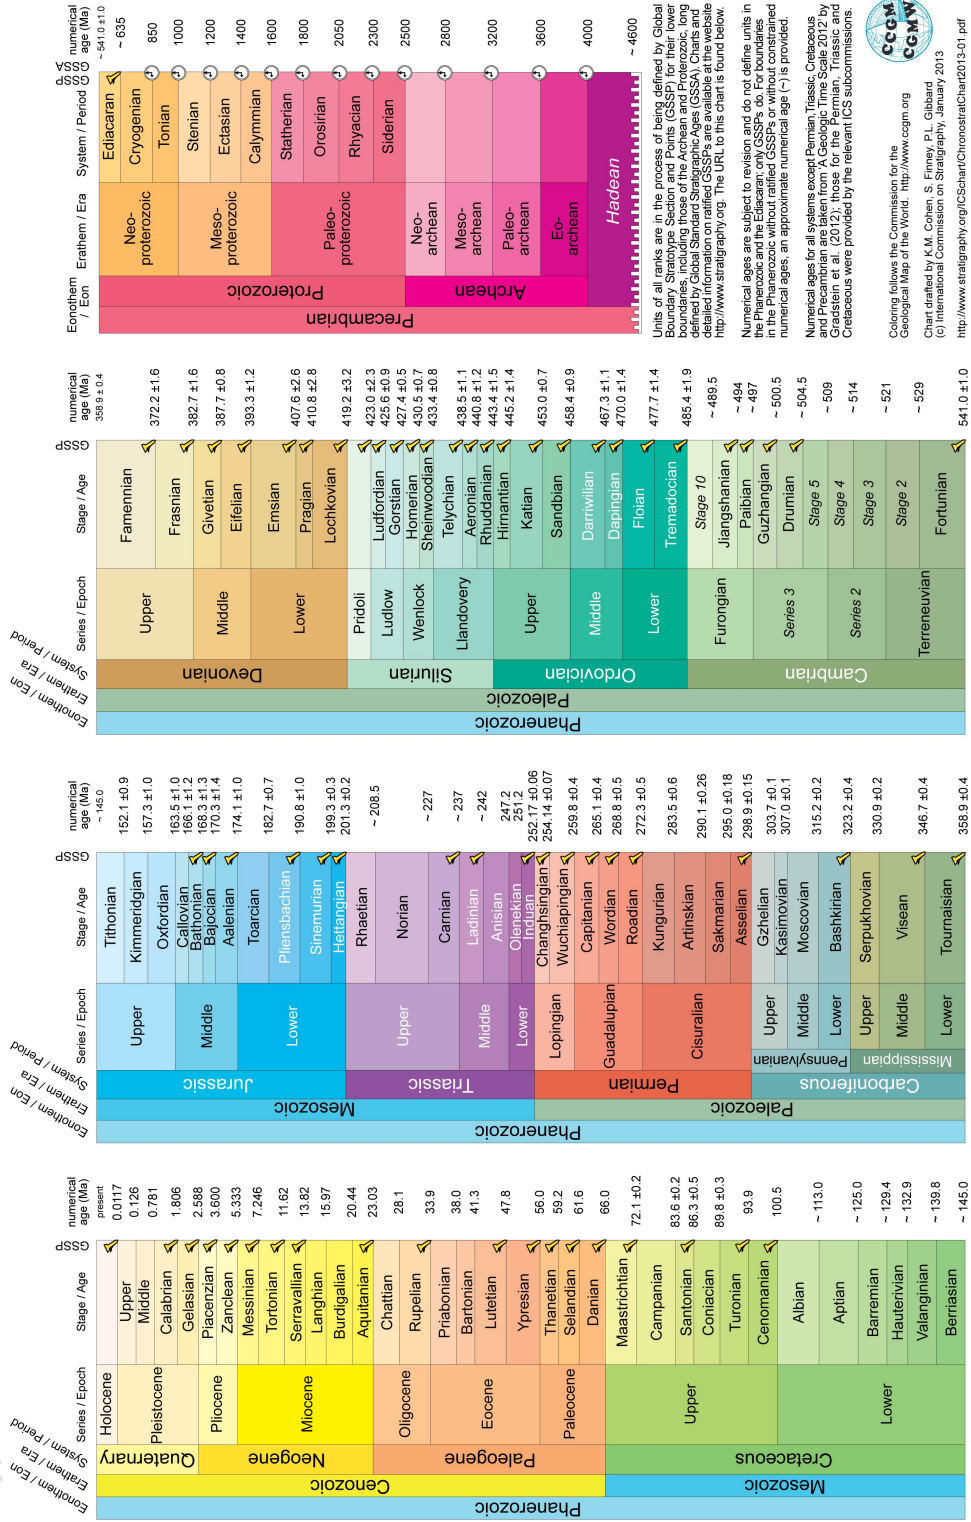 Eonothem / Eon
Erathem / Era
System / Period
Series / Epoch
Stage / Age
GSSP
numerical
age (Ma)
present
Phanerozoic
Cenozoic
Quaternary
Holocene
0.0117
Pleistocene
Upper
0.126
Middle
0.781
Calabrian
1.806
Gelasian
2.588
Neogene
Pliocene
Piacenzian
3.600
Zanclean
5.333
Miocene
Messinian
7.246
Tortonian
11.62
Serravallian
13.82
Langhian
15.97
Burdigalian
20.44
Aquitanian
23.03
Paleogene
Oligocene
Chattian
28.1
Rupelian
33.9
Eocene
Priabonian
38.0
Bartonian
41.3
Lutetian
47.8
Ypresian
56.0
Paleocene
Thanetian
59.2
Selandian
61.6
Danian
66.0
Mesozoic
Cretaceous
Upper
Maastrichtian
72.1 ±0.2
Campanian
83.6 ±0.2
Santonian
86.3 ±0.5
Coniacian
89.8 ±0.3
Turonian
93.9
Cenomanian
100.5
Lower
Albian
~ 113.0
Aptian
~ 125.0
Barremian
~ 129.4
Hauterivian
~ 132.9
Valanginian
~ 139.8
Berriasian
~ 145.0
Eonothem / Eon
Erathem / Era
System / Period
Series / Epoch
Stage / Age
GSSP
numerical
age (Ma)
~ 145.0
Phanerozoic
Mesozoic
Jurassic
Upper
Tithonian
152.1 ±0.9
Kimmeridgian
157.3 ±1.0
Oxfordian
163.5 ±1.0
Middle
Callovian
166.1 ±1.2
Bathonian
168.3 ±1.3
Bajocian
170.3 ±1.4
Aalenian
174.1 ±1.0
Lower
Toarcian
182.7 ±0.7
Pliensbachian
190.8 ±1.0
Sinemurian
199.3 ±0.3
Hettangian
201.3 ±0.2
Triassic
Upper
Rhaetian
~ 208.5
Norian
~ 227
Carnian
~ 237
Middle
Ladinian
~ 242
Anisian
247.2
Lower
Olenekian
251.2
Induan
252.17 ±0.06
Paleozoic
Permian
Lopingian
Changhsingian
254.14 ±0.07
Wuchiapingian
259.8 ±0.4
Guadalupian
Capitanian
265.1 ±0.4
Wordian
268.8 ±0.5
Roadian
272.3 ±0.5
Cisuralian
Kungurian
283.5 ±0.6
Artinskian
290.1 ±0.26
Sakmarian
295.0 ±0.18
Asselian
298.9 ±0.15
Carboniferous
Pennsylvanian
Upper
Gzhelian
303.7 ±0.1
Kasimovian
307.0 ±0.1
Middle
Moscovian
315.2 ±0.2
Lower
Bashkirian
323.2 ±0.4
Mississippian
Upper
Serpukhovian
330.9 ±0.2
Middle
Visean
346.7 ±0.4
Lower
Tournaisian
358.9 ±0.4
Eonothem / Eon
Erathem / Era
System / Period
Series / Epoch
Stage / Age
GSSP
numerical
age (Ma)
358.9 ± 0.4
Phanerozoic
Paleozoic
Devonian
Upper
Famennian
372.2 ±1.6
Frasnian
382.7 ±1.6
Middle
Givetian
387.7 ±0.8
Eifelian
393.3 ±1.2
Lower
Emsian
407.6 ±2.6
Pragian
410.8 ±2.8
Lochkovian
419.2 ±3.2
Silurian
Pridoli
423.0 ±2.3
Ludlow
Ludfordian
425.6 ±0.9
Gorstian
427.4 ±0.5
Wenlock
Homerian
430.5 ±0.7
Sheinwoodian
433.4 ±0.8
Llandovery
Telychian
438.5 ±1.1
Aeronian
440.8 ±1.2
Rhuddanian
443.4 ±1.5
Ordovician
Upper
Hirnantian
445.2 ±1.4
Katian
453.0 ±0.7
Sandbian
458.4 ±0.9
Middle
Darriwilian
467.3 ±1.1
Dapingian
470.0 ±1.4
Lower
Floian
477.7 ±1.4
Tremadocian
485.4 ±1.9
Cambrian
Furongian
Stage 10
~ 489.5
Jiangshanian
~ 494
Paibian
~ 497
Series 3
Guzhangian
~ 500.5
Drumian
~ 504.5
Stage 5
~ 509
Series 2
Stage 4
~ 514
Stage 3
~ 521
Terreneuvian
Stage 2
~ 529
Fortunian
541.0 ±1.0
Eonothem
/ Eon
Erathem / Era
System / Period
GSSP
GSSA
numerical
age (Ma)
~ 541.0 ±1.0
Precambrian
Proterozoic
Neo-
proterozoic
Ediacaran
~ 635
Cryogenian
850
Tonian
1000
Meso-
proterozoic
Stenian
1200
Ectasian
1400
Calymmian
1600
Paleo-
proterozoic
Statherian
1800
Orosirian
2050
Rhyacian
2300
Siderian
2500
Archean
Neo-
archean
2800
Meso-
archean
3200
Paleo-
archean
3600
Eo-
archean
4000
Hadean
~ 4600
Units of all ranks are in the process of being defined by Global
Boundary Stratotype Section and Points (GSSP) for their lower
boundaries, including those of the Archean and Proterozoic, long
defined by Global Standard Stratigraphic Ages (GSSA). Charts and
detailed information on ratified GSSPs are available at the website
http://www.stratigraphy.org. The URL to this chart is found below.
Numerical ages are subject to revision and do not define units in
the Phanerozoic and the Ediacaran; only GSSPs do. For boundaries
in the Phanerozoic without ratified GSSPs or without constrained
numerical ages, an approximate numerical age (~) is provided.
Numerical ages for all systems except Permian, Triassic, Cretaceous
and Precambrian are taken from 'A Geologic Time Scale 2012' by
Gradstein et al. (2012); those for the Permian, Triassic and
Cretaceous were provided by the relevant ICS subcommissions.
Coloring follows the Commission for the
Geological Map of the World. http://www.ccgm.org
Chart drafted by K.M. Cohen, S. Finney, P.L. Gibbard
(c) International Commission on Stratigraphy, January 2013
http://www.stratigraphy.org/ICSchart/ChronostratChart2013-01.pdf
CCGM
CGMW